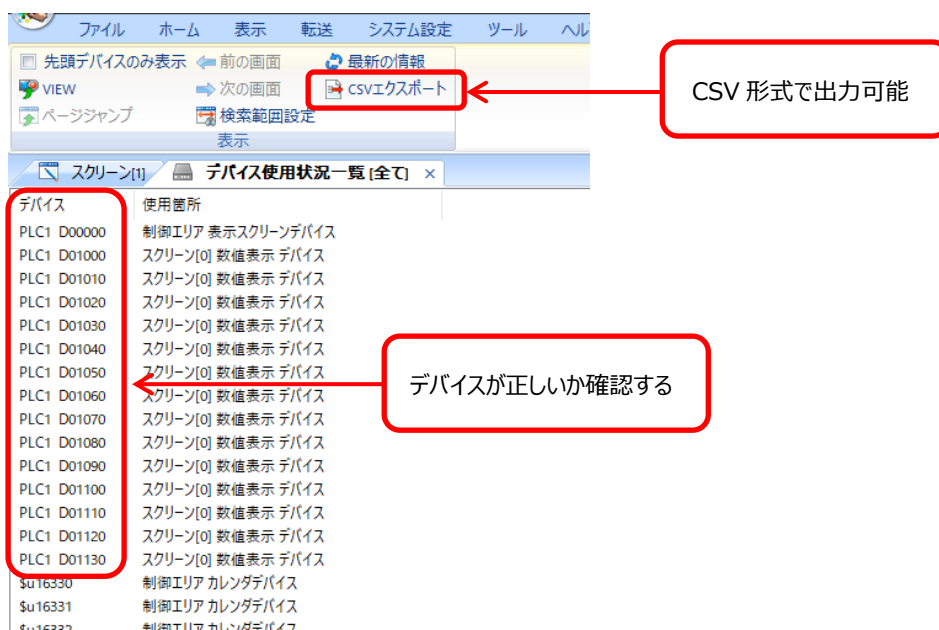 ファイル ホーム 表示 転送 システム設定 ツール ヘル
先頭デバイスのみ表示 前の画面 最新の情報
VIEW 次の画面 CSVエクスポート
ページジャンプ 検索範囲設定
表示
CSV 形式で出力可能
スクリーン[1] デバイス使用状況一覧 [全て] ×
デバイス 使用箇所
PLC1 D00000 制御エリア 表示スクリーンデバイス
PLC1 D01000 スクリーン[0] 数値表示 デバイス
PLC1 D01010 スクリーン[0] 数値表示 デバイス
PLC1 D01020 スクリーン[0] 数値表示 デバイス
PLC1 D01030 スクリーン[0] 数値表示 デバイス
PLC1 D01040 スクリーン[0] 数値表示 デバイス
PLC1 D01050 スクリーン[0] 数値表示 デバイス
PLC1 D01060 スクリーン[0] 数値表示 デバイス
PLC1 D01070 スクリーン[0] 数値表示 デバイス
PLC1 D01080 スクリーン[0] 数値表示 デバイス
PLC1 D01090 スクリーン[0] 数値表示 デバイス
PLC1 D01100 スクリーン[0] 数値表示 デバイス
PLC1 D01110 スクリーン[0] 数値表示 デバイス
PLC1 D01120 スクリーン[0] 数値表示 デバイス
PLC1 D01130 スクリーン[0] 数値表示 デバイス
デバイスが正しいか確認する
$u16330 制御エリア カレンダデバイス
$u16331 制御エリア カレンダデバイス
$u16332 制御エリア カレンダデバイス